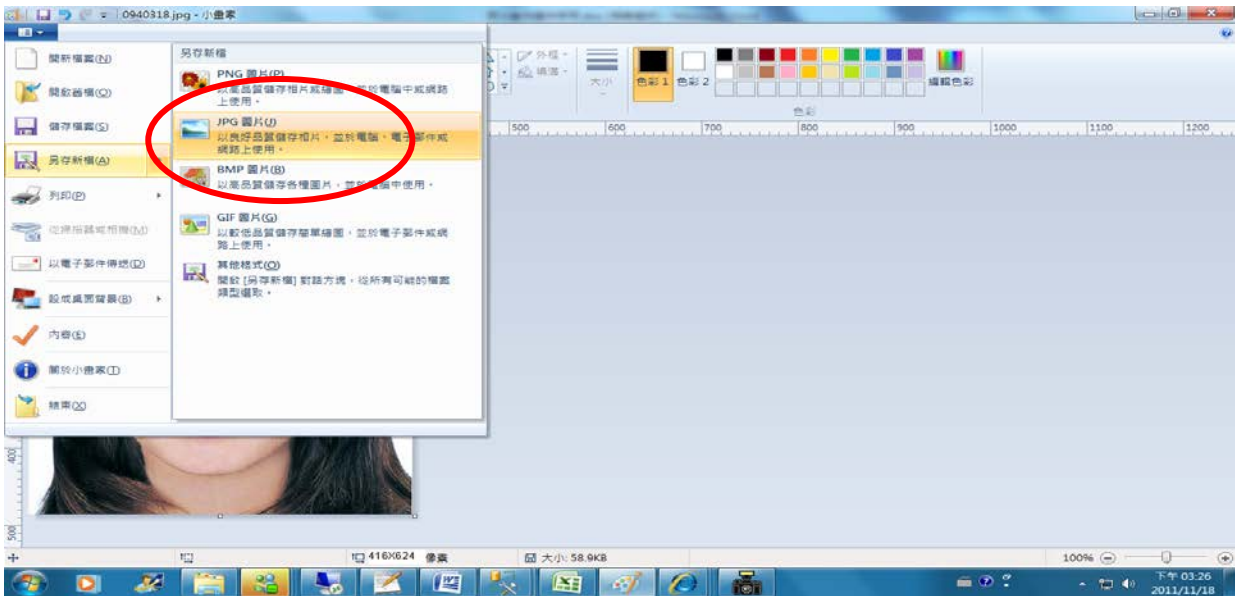 0940318.jpg - 小畫家
開新檔案(N)
開啟舊檔(O)
儲存檔案(S)
另存新檔(A)
列印(P)
從掃描器或相機(M)
以電子郵件傳送(D)
設成桌面背景(B)
內容(E)
關於小畫家(T)
結束(X)
另存新檔
PNG 圖片(P)
以高品質儲存相片或繪圖，並於電腦中或網路
上使用。
JPG 圖片(J)
以良好品質儲存相片，並於電腦、電子郵件或
網路上使用。
BMP 圖片(B)
以高品質儲存各種圖片，並於電腦中使用。
GIF 圖片(G)
以較低品質儲存簡單繪圖，並於電子郵件或網
路上使用。
其他格式(O)
開啟 [另存新檔] 對話方塊，從所有可能的檔案
類型選取。
外框
填滿
大小
色彩 1
色彩 2
編輯色彩
色彩
500 600 700 800 900 1000 1100 1200
400
500
416X624 像素
大小: 58.9KB
100%
下午 03:26
2011/11/18